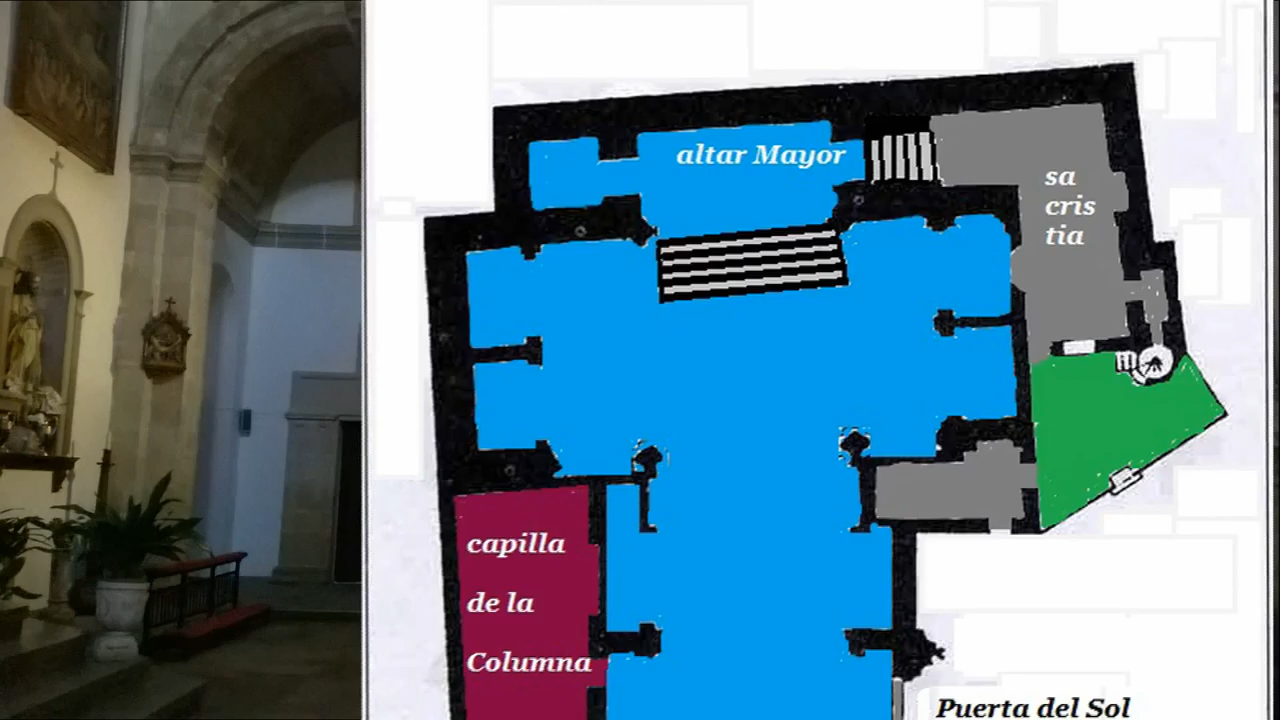 altar Mayor
sa
cris
tia
capilla
de la
Columna
Puerta del Sol